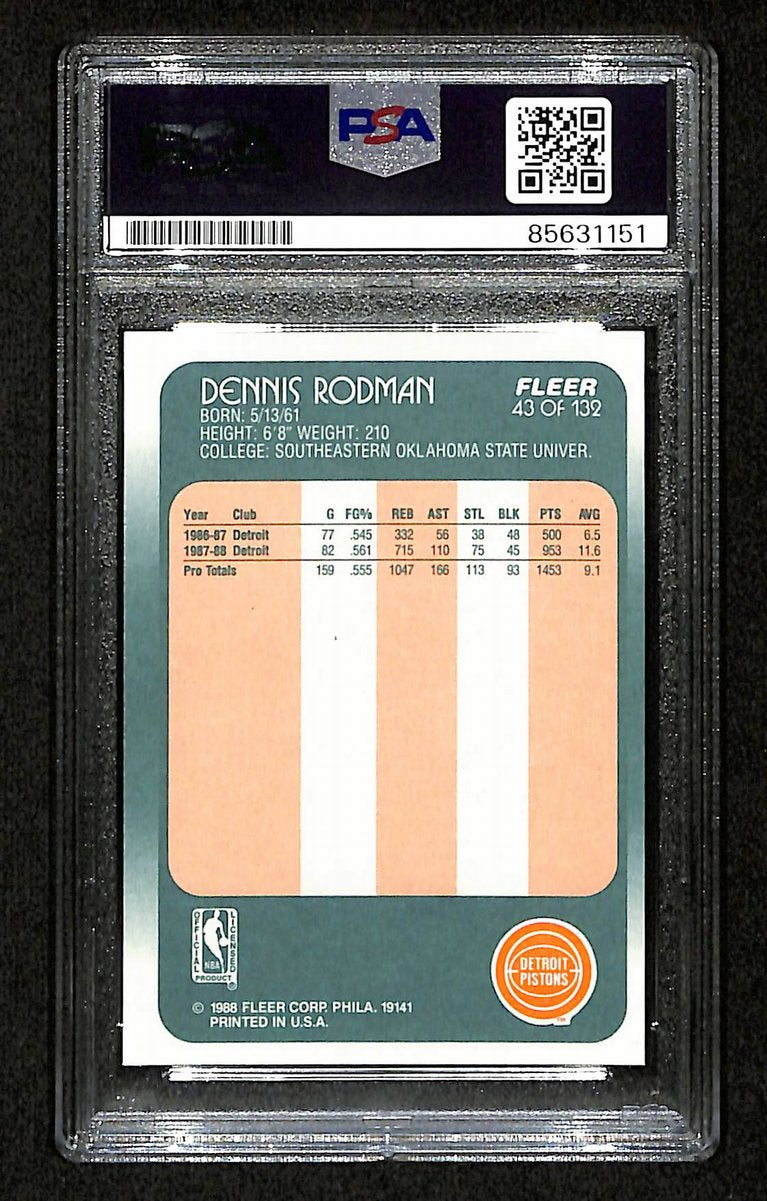 PSA
85631151
DENNIS RODMAN
FLEER
43 OF 132
BORN: 5/13/61
HEIGHT: 6'8" WEIGHT: 210
COLLEGE: SOUTHEASTERN OKLAHOMA STATE UNIVER.
Year Club G FG% REB AST STL BLK PTS AVG
1986-87 Detroit 77 .545 332 56 38 48 500 6.5
1987-88 Detroit 82 .561 715 110 75 45 953 11.6
Pro Totals 159 .555 1047 166 113 93 1453 9.1
OFFICIAL
LICENSED
NBA
PRODUCT
DETROIT
PISTONS
© 1988 FLEER CORP. PHILA. 19141
PRINTED IN U.S.A.